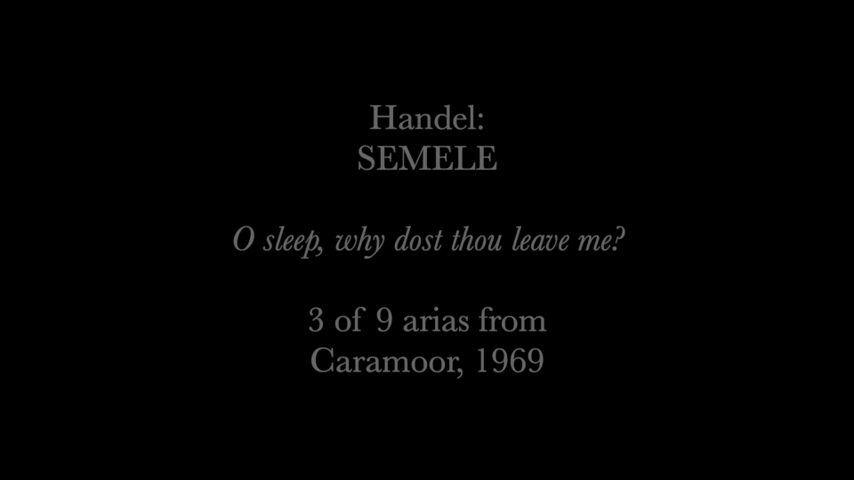 Handel:
SEMELE
O sleep, why dost thou leave me?
3 of 9 arias from
Caramoor, 1969